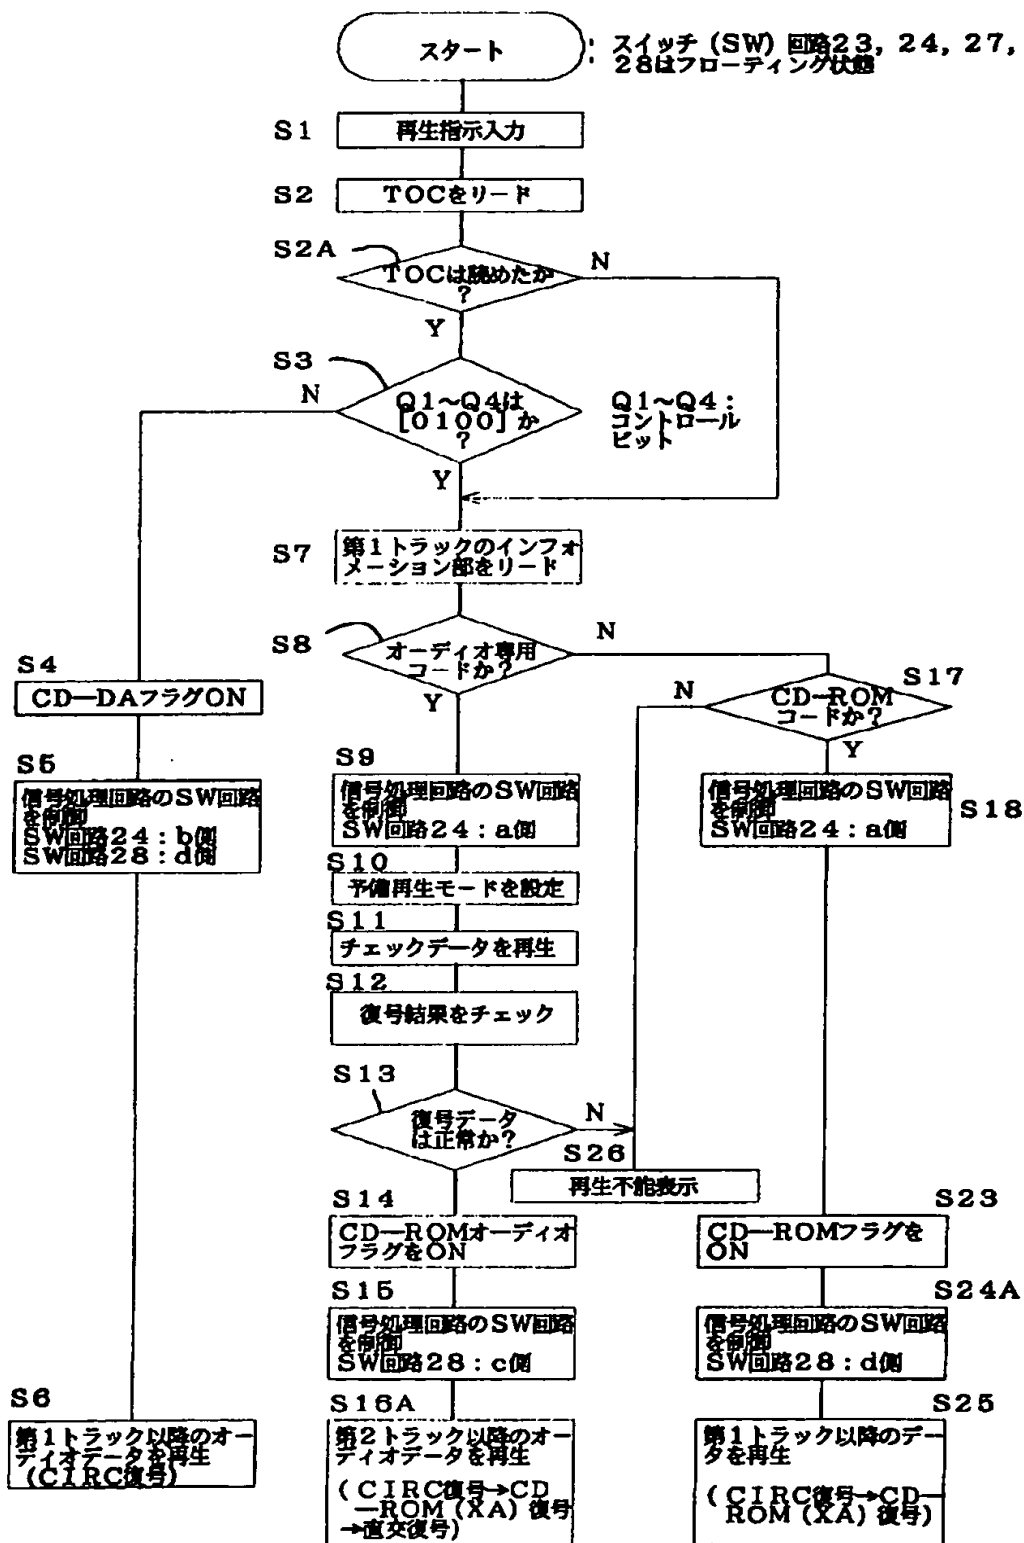 スタート
: スイッチ (SW) 回路23, 24, 27,
: 28はフローティング状態
S1
再生指示入力
S2
TOCをリード
S2A
TOCは読めたか
?
N
Y
S3
N
Q1~Q4は
[0100] か
?
Q1~Q4 :
コントロール
ビット
Y
S7
第1トラックのインフォ
メーション部をリード
S8
オーディオ専用
コードか?
N
Y
S4
CD—DAフラグON
S17
CD—ROM
コードか?
N
Y
S5
信号処理回路のSW回路
を制御
SW回路24 : b側
SW回路28 : d側
S9
信号処理回路のSW回路
を制御
SW回路24 : a側
信号処理回路のSW回路
を制御
SW回路24 : a側
S18
S10
予備再生モードを設定
S11
チェックデータを再生
S12
復号結果をチェック
S13
復号データ
は正常か?
N
S26
再生不能表示
S14
CD—ROMオーディオ
フラグをON
S23
CD—ROMフラグを
ON
S15
信号処理回路のSW回路
を制御
SW回路28 : c側
S24A
信号処理回路のSW回路
を制御
SW回路28 : d側
S6
第1トラック以降のオー
ディオデータを再生
(CIRC復号)
S16A
第2トラック以降のオー
ディオデータを再生
(CIRC復号→CD
—ROM (XA) 復号
→直交復号)
S25
第1トラック以降のデー
タを再生
(CIRC復号→CD—
ROM (XA) 復号)